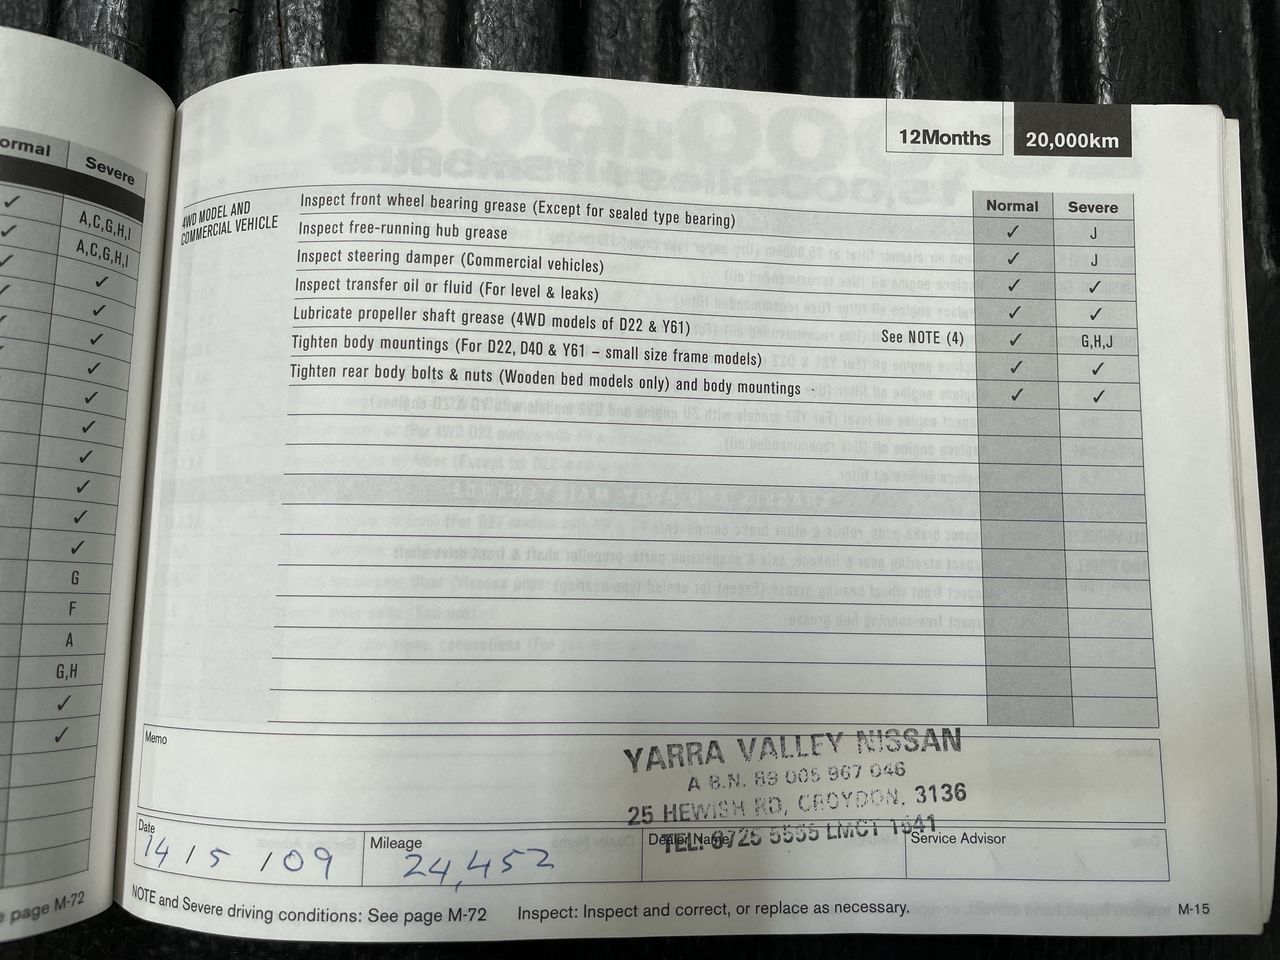 ormal Severe
✓ A,C,G,H,I
✓ A,C,G,H,I
✓
✓
✓
✓
✓
✓
✓
✓
✓
✓
G
F
A
G,H
✓
✓
page M-72
12Months 20,000km
Normal Severe
4WD MODEL AND
COMMERCIAL VEHICLE
Inspect front wheel bearing grease (Except for sealed type bearing) ✓ J
Inspect free-running hub grease ✓ J
Inspect steering damper (Commercial vehicles) ✓ ✓
Inspect transfer oil or fluid (For level & leaks) ✓ ✓
Lubricate propeller shaft grease (4WD models of D22 & Y61) See NOTE (4) ✓ G,H,J
Tighten body mountings (For D22, D40 & Y61 – small size frame models) ✓ ✓
Tighten rear body bolts & nuts (Wooden bed models only) and body mountings ✓ ✓
Memo
YARRA VALLEY NISSAN
A.B.N. 89 005 967 046
25 HEWISH RD, CROYDON, 3136
TEL: 9725 5555 LMCT 1541
Date Mileage Dealer Name Service Advisor
14 / 5 / 09 24,452
NOTE and Severe driving conditions: See page M-72 Inspect: Inspect and correct, or replace as necessary. M-15